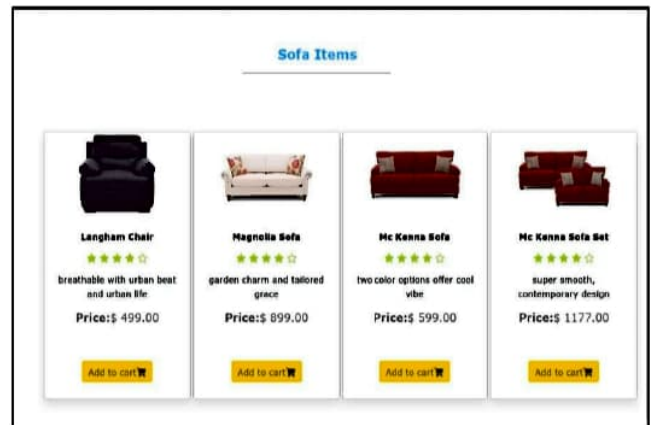 Sofa Items
Langham Chair
breathable with urban beat
and urban life
Price:$ 499.00
Add to cart
Magnolia Sofa
garden charm and tailored
grace
Price:$ 899.00
Add to cart
Mc Kenna Sofa
two color options offer cool
vibe
Price:$ 599.00
Add to cart
Mc Kenna Sofa Set
super smooth,
contemporary design
Price:$ 1177.00
Add to cart